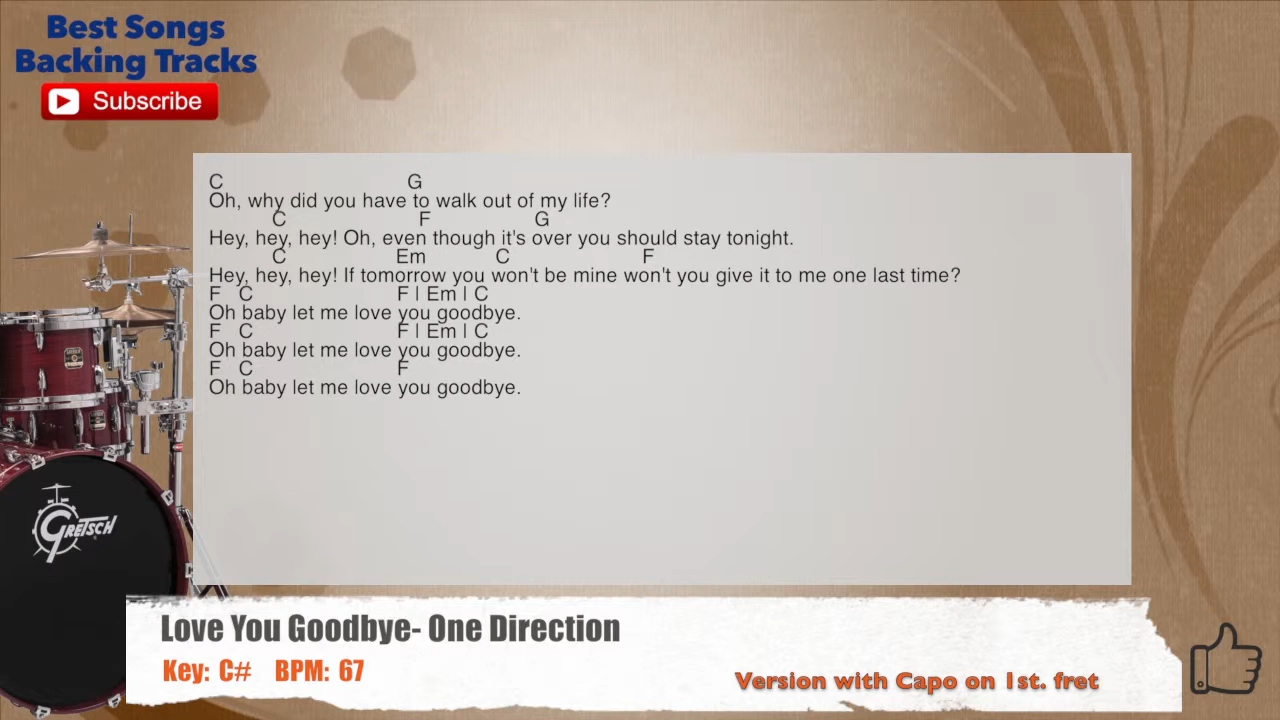 Best Songs
Backing Tracks
Subscribe
C G
Oh, why did you have to walk out of my life?
C F G
Hey, hey, hey! Oh, even though it's over you should stay tonight.
C Em C F
Hey, hey, hey! If tomorrow you won't be mine won't you give it to me one last time?
F C F | Em | C
Oh baby let me love you goodbye.
F C F | Em | C
Oh baby let me love you goodbye.
F C F
Oh baby let me love you goodbye.
GRETSCH
Love You Goodbye- One Direction
Key: C# BPM: 67
Version with Capo on 1st. fret